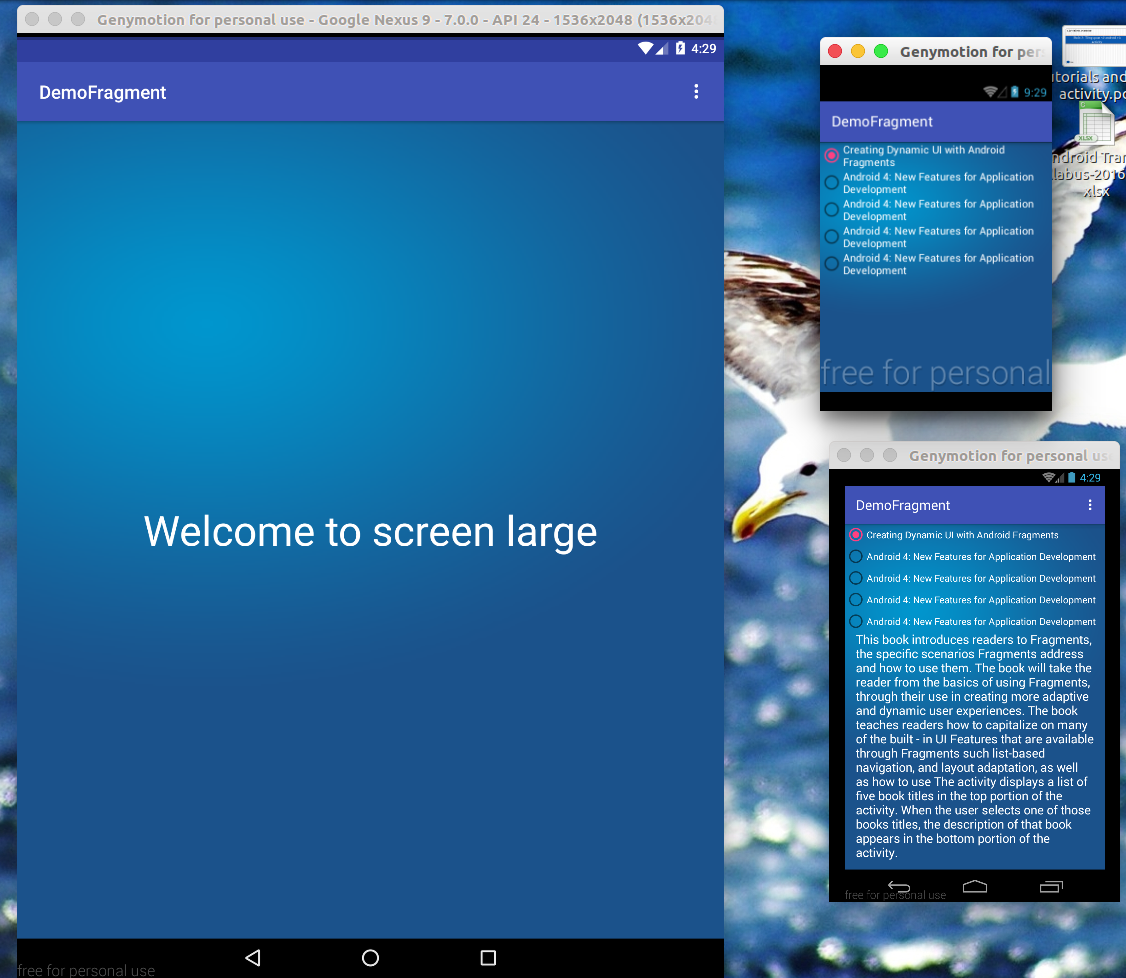 Genymotion for personal use - Google Nexus 9 - 7.0.0 - API 24 - 1536x2048 (1536x204
4:29
DemoFragment
Welcome to screen large
free for personal use
Genymotion for per
9:29
DemoFragment
Creating Dynamic UI with Android
Fragments
Android 4: New Features for Application
Development
Android 4: New Features for Application
Development
Android 4: New Features for Application
Development
Android 4: New Features for Application
Development
free for personal
torials and
activity.po
XLSX
ndroid Trai
labus-2016
xlsx
Genymotion for personal us
4:29
DemoFragment
Creating Dynamic UI with Android Fragments
Android 4: New Features for Application Development
Android 4: New Features for Application Development
Android 4: New Features for Application Development
Android 4: New Features for Application Development
This book introduces readers to Fragments,
the specific scenarios Fragments address
and how to use them. The book will take the
reader from the basics of using Fragments,
through their use in creating more adaptive
and dynamic user experiences. The book
teaches readers how to capitalize on many
of the built - in UI Features that are available
through Fragments such list-based
navigation, and layout adaptation, as well
as how to use The activity displays a list of
five book titles in the top portion of the
activity. When the user selects one of those
books titles, the description of that book
appears in the bottom portion of the
activity.
free for personal use